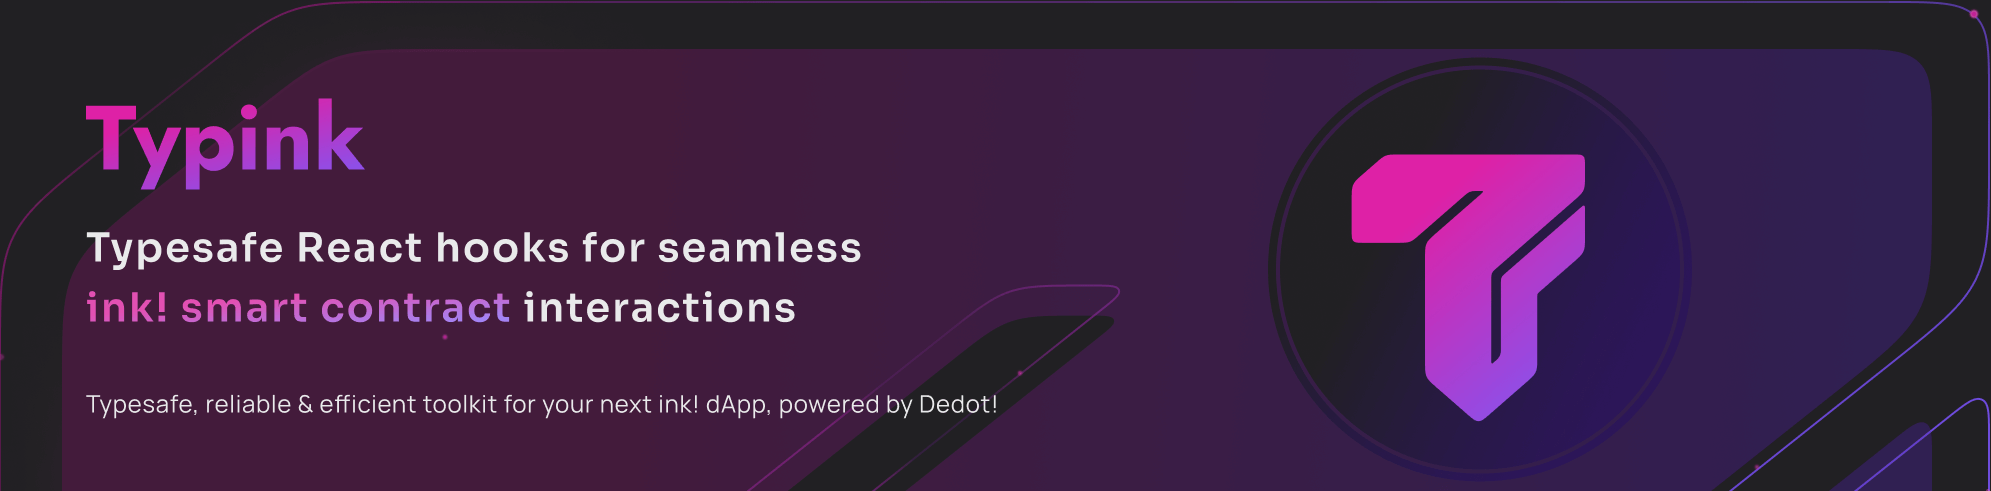 Typink
Typesafe React hooks for seamless
ink! smart contract interactions
Typesafe, reliable & efficient toolkit for your next ink! dApp, powered by Dedot!